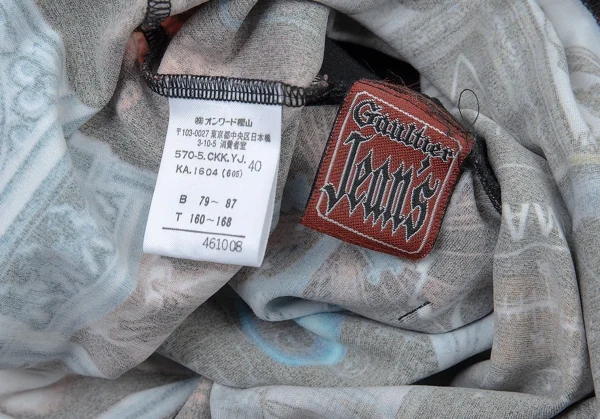 ㈱オンワード樫山
〒103-0027 東京都中央区日本橋
3-10-5 消費者室
570-5.CKK.YJ. 40
KA.1604 (605)
B 79~ 87
T 160~168
461008
Gaultier
Jean's